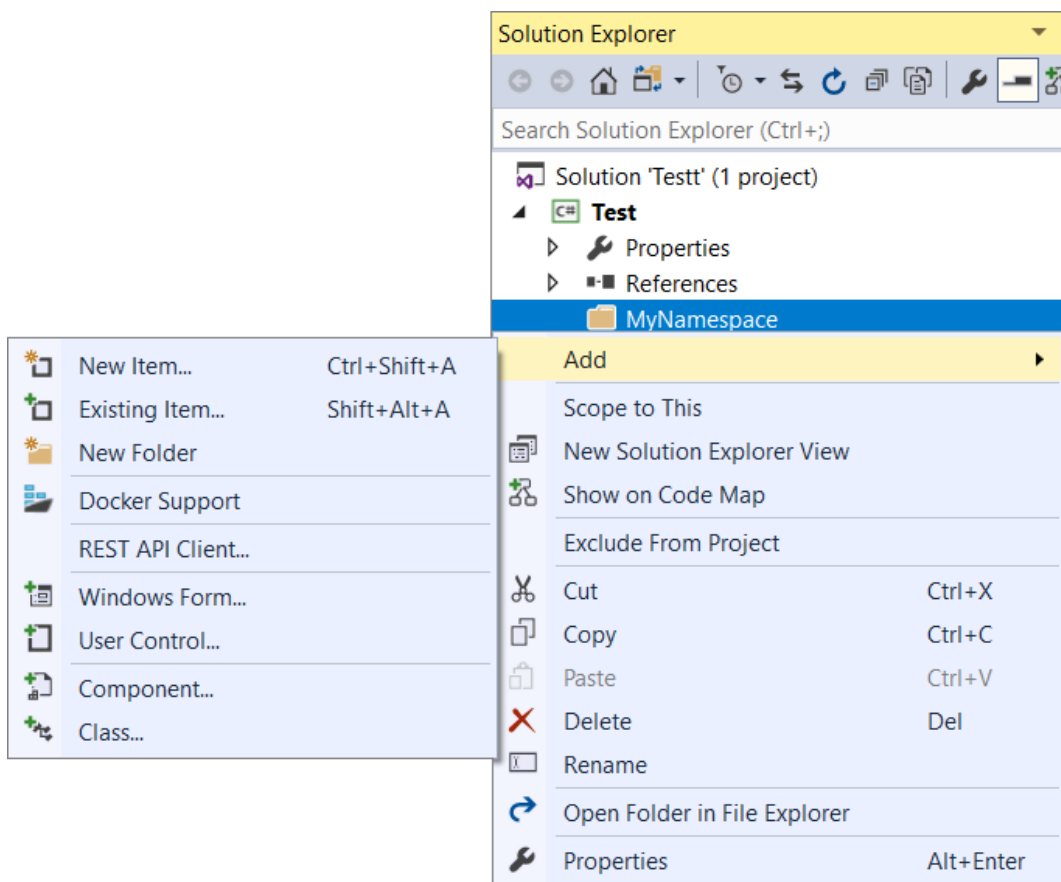 Solution Explorer
Search Solution Explorer (Ctrl+;)
Solution 'Testt' (1 project)
C# Test
Properties
References
MyNamespace
Add
Scope to This
New Solution Explorer View
Show on Code Map
Exclude From Project
Cut Ctrl+X
Copy Ctrl+C
Paste Ctrl+V
Delete Del
Rename
Open Folder in File Explorer
Properties Alt+Enter
New Item... Ctrl+Shift+A
Existing Item... Shift+Alt+A
New Folder
Docker Support
REST API Client...
Windows Form...
User Control...
Component...
Class...